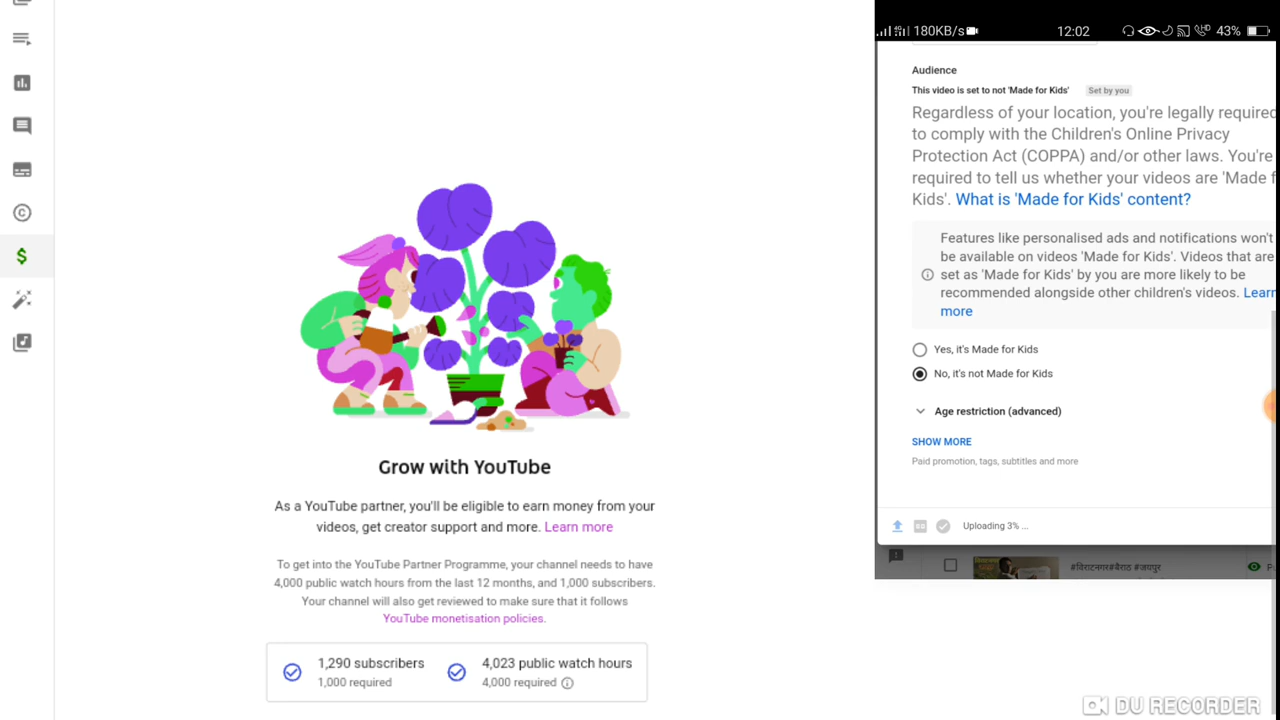 Grow with YouTube
As a YouTube partner, you'll be eligible to earn money from your
videos, get creator support and more. Learn more
To get into the YouTube Partner Programme, your channel needs to have
4,000 public watch hours from the last 12 months, and 1,000 subscribers.
Your channel will also get reviewed to make sure that it follows
YouTube monetisation policies.
1,290 subscribers
1,000 required
4,023 public watch hours
4,000 required
180KB/s
12:02
43%
Audience
This video is set to not 'Made for Kids' Set by you
Regardless of your location, you're legally required
to comply with the Children's Online Privacy
Protection Act (COPPA) and/or other laws. You're
required to tell us whether your videos are 'Made f
Kids'. What is 'Made for Kids' content?
Features like personalised ads and notifications won't
be available on videos 'Made for Kids'. Videos that are
set as 'Made for Kids' by you are more likely to be
recommended alongside other children's videos. Learn
more
Yes, it's Made for Kids
No, it's not Made for Kids
Age restriction (advanced)
SHOW MORE
Paid promotion, tags, subtitles and more
Uploading 3% ...
#विराटनगर#बैराठ #जयपुर
DU RECORDER